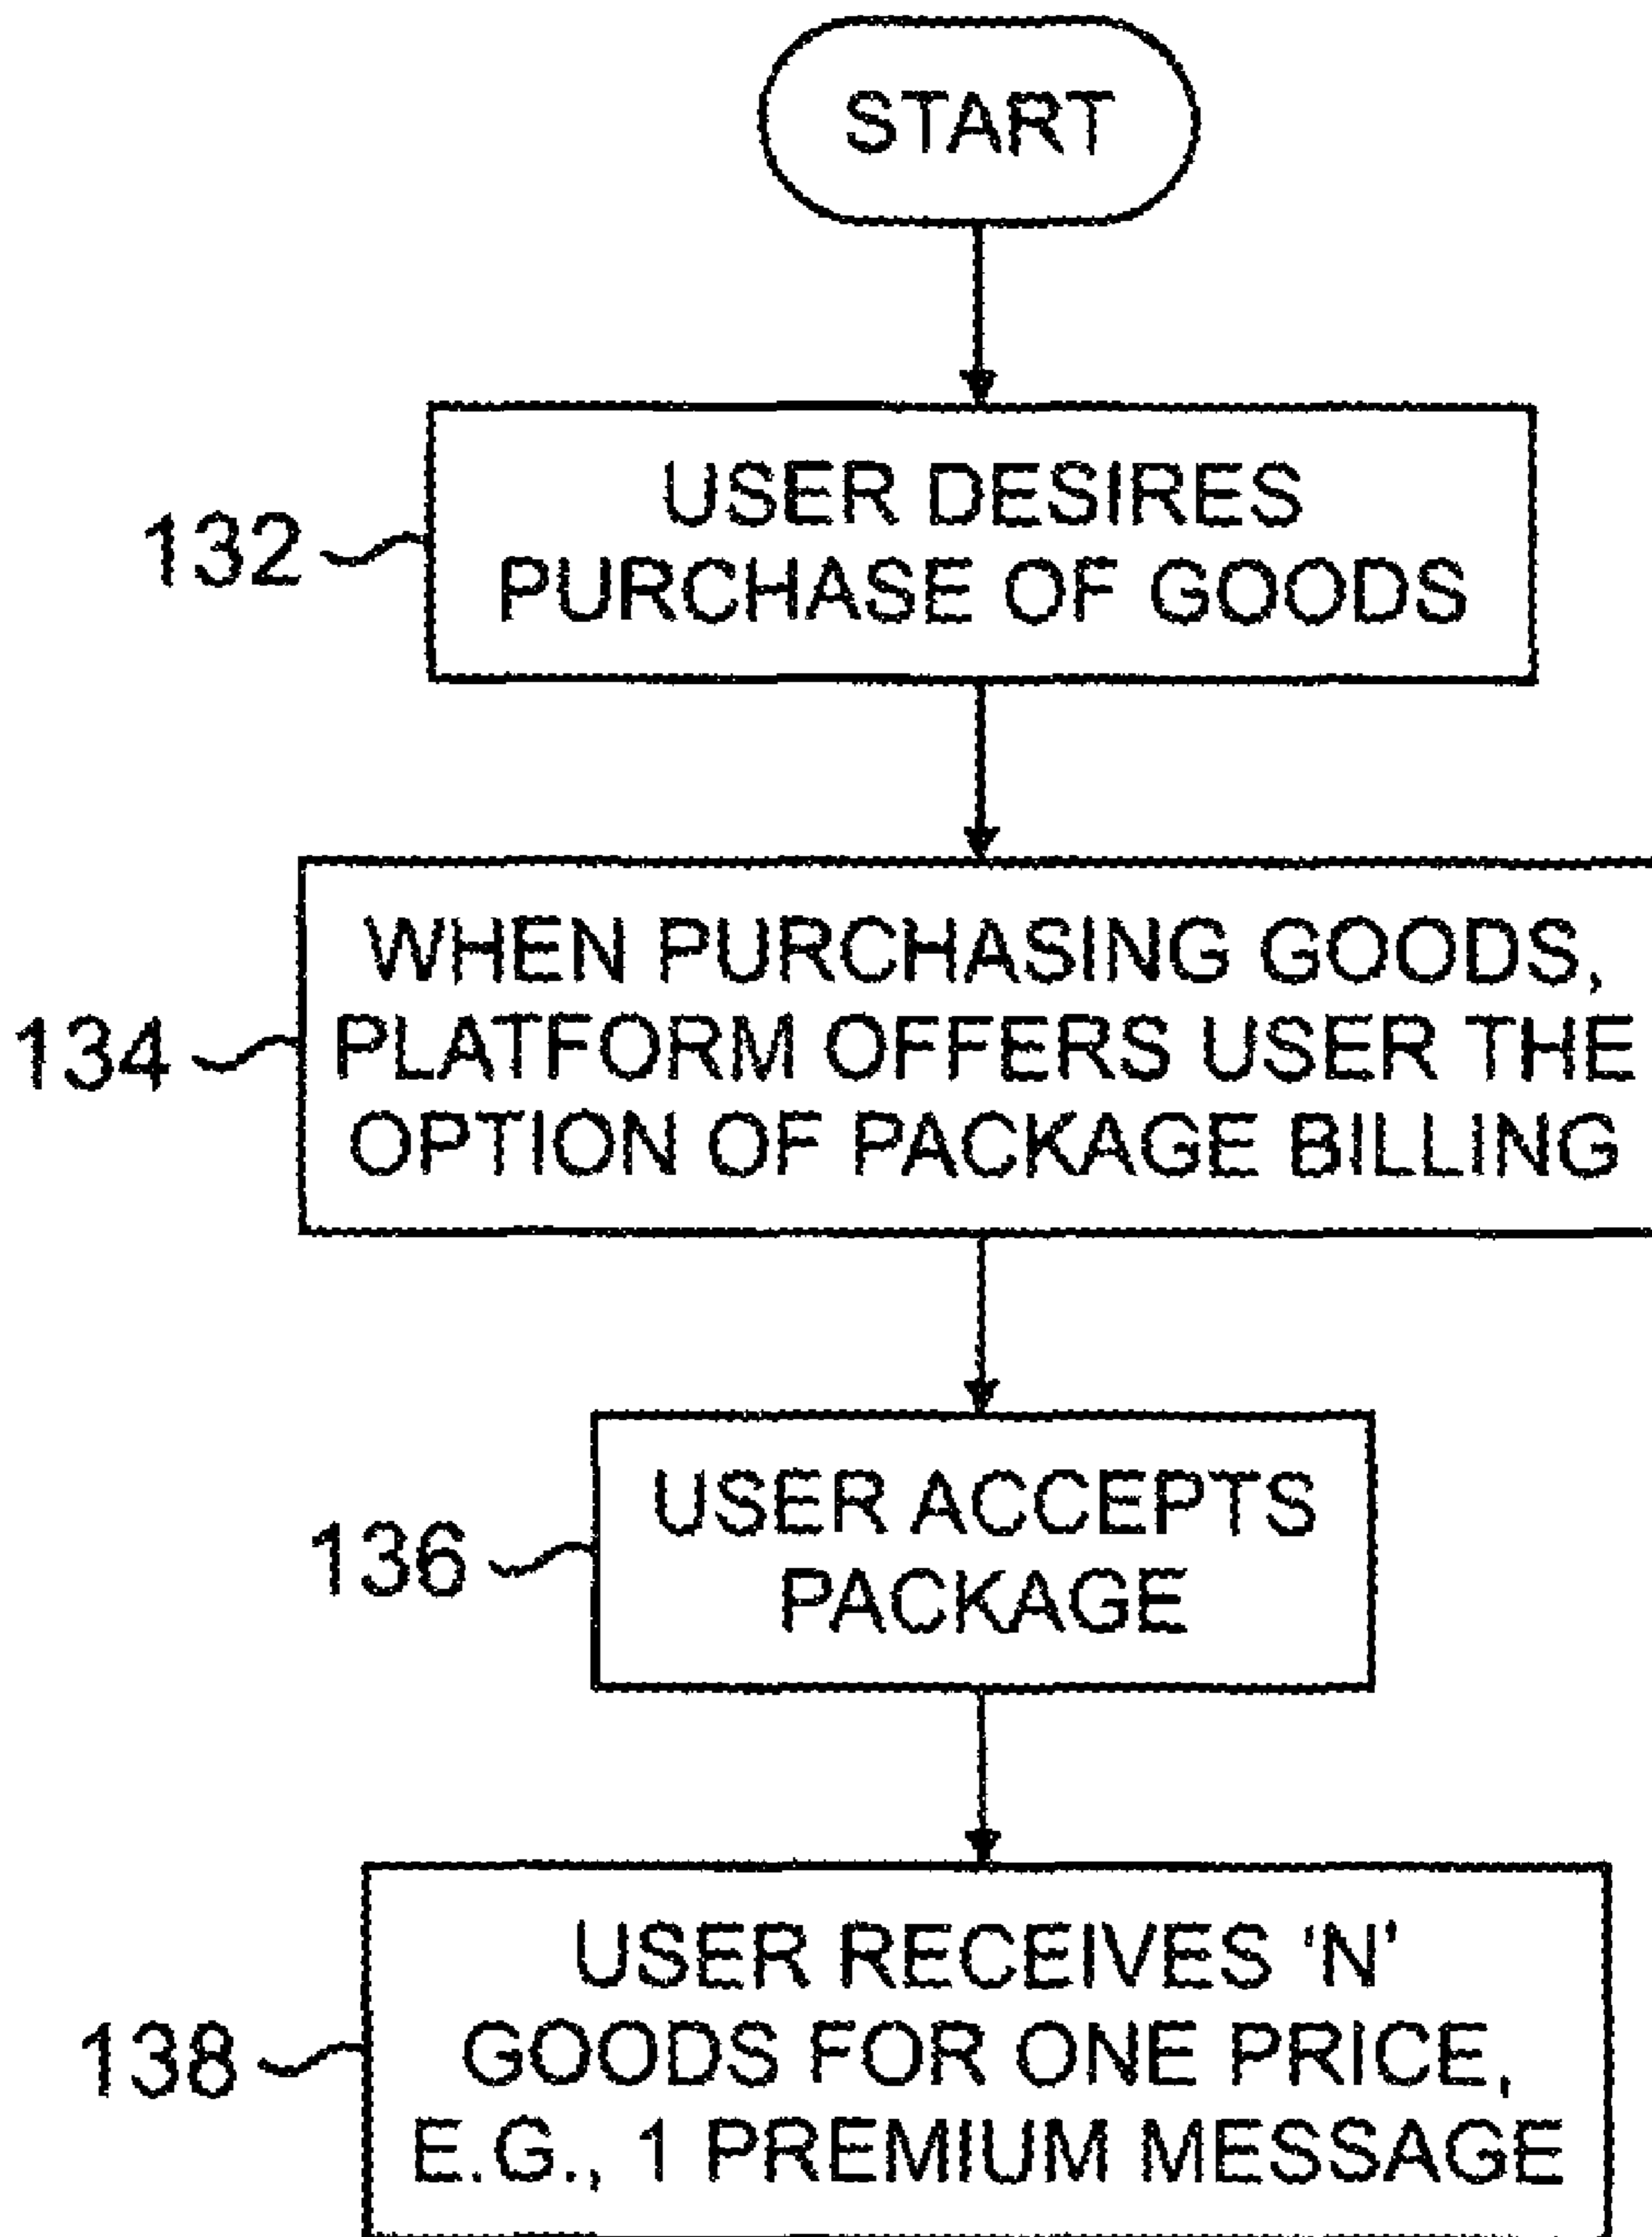 START
132
USER DESIRES
PURCHASE OF GOODS
134
WHEN PURCHASING GOODS,
PLATFORM OFFERS USER THE
OPTION OF PACKAGE BILLING
136
USER ACCEPTS
PACKAGE
138
USER RECEIVES 'N'
GOODS FOR ONE PRICE,
E.G., 1 PREMIUM MESSAGE